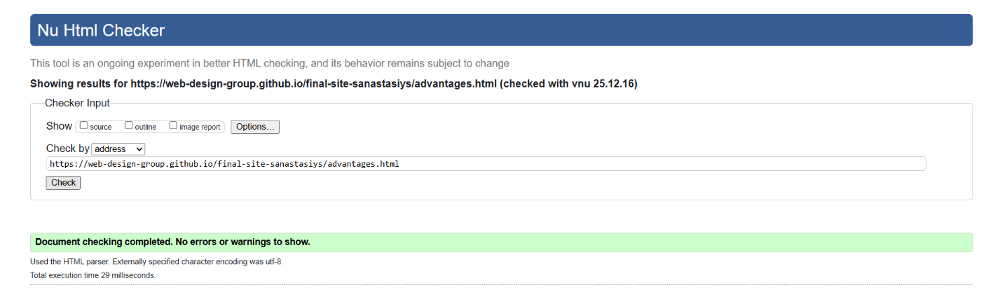 Nu Html Checker
This tool is an ongoing experiment in better HTML checking, and its behavior remains subject to change
Showing results for https://web-design-group.github.io/final-site-sanastasiys/advantages.html (checked with vnu 25.12.16)
Checker Input
Show source outline image report Options...
Check by address
https://web-design-group.github.io/final-site-sanastasiys/advantages.html
Check
Document checking completed. No errors or warnings to show.
Used the HTML parser. Externally specified character encoding was utf-8.
Total execution time 29 milliseconds.